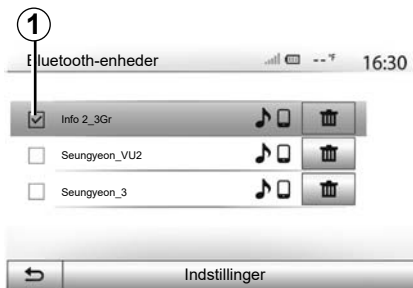 1
Bluetooth-enheder -- °F 16:30
Info 2_3Gr
Seungyeon_VU2
Seungyeon_3
Indstillinger